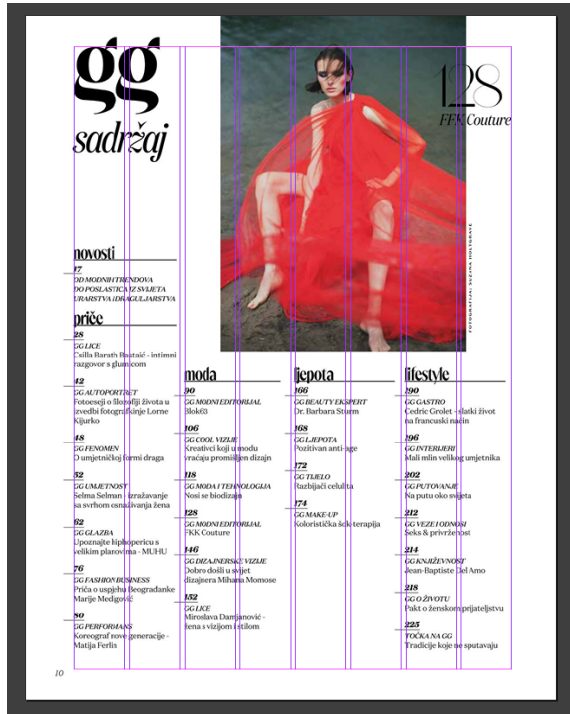 gg
sadržaj
128
FFK Couture
FOTOGRAFIJA: SUZANA HOLTGRAVE
novosti
17
OD MODNIH TRENDOVA
DO POSLASTICA IZ SVIJETA
URARSTVA I DRAGULJARSTVA
priče
28
GG LICE
Csilla Barath Bastaić - intimni
razgovor s glumicom
42
GG AUTOPORTRET
Fotoeseji o filozofiji života u
izvedbi fotografkinje Lorne
Kijurko
48
GG FENOMEN
O umjetničkoj formi draga
52
GG UMJETNOST
Selma Selman - izražavanje
sa svrhom osnaživanja žena
62
GG GLAZBA
Upoznajte hiphopericu s
velikim planovima - MUHU
76
GG FASHION BUSINESS
Priča o uspjehu Beogradanke
Marije Medigović
80
GG PERFORMANS
Koreograf nove generacije -
Matija Ferlis
moda
90
GG MODNI EDITORIJAL
Blok63
106
GG COOL VIZIJE
Kreativci koji u modu
vraćaju promišljen dizajn
118
GG MODA I TEHNOLOGIJA
Nosi se biodizajn
128
GG MODNI EDITORIJAL
FKK Couture
146
GG DIZAJNERSKE VIZIJE
Dobro došli u svijet
dizajnera Mihana Momose
152
GG LICE
Miroslava Damjanović -
žena s vizijom i stilom
ljepota
166
GG BEAUTY EKSPERT
Dr. Barbara Sturm
168
GG LJEPOTA
Pozitivan anti-age
172
GG TIJELO
Razbijači celulita
174
GG MAKE-UP
Koloristička šok-terapija
lifestyle
190
GG GASTRO
Cedric Grolet - slatki život
na francuski način
196
GG INTERIJERI
Mali mlin velikog umjetnika
202
GG PUTOVANJE
Na putu oko svijeta
212
GG VEZE I ODNOSI
Seks & privrženost
214
GG KNJIŽEVNOST
Jean-Baptiste Del Amo
218
GG O ŽIVOTU
Pakt o ženskom prijateljstvu
225
TOČKA NA GG
Tradicije koje ne sputavaju
10